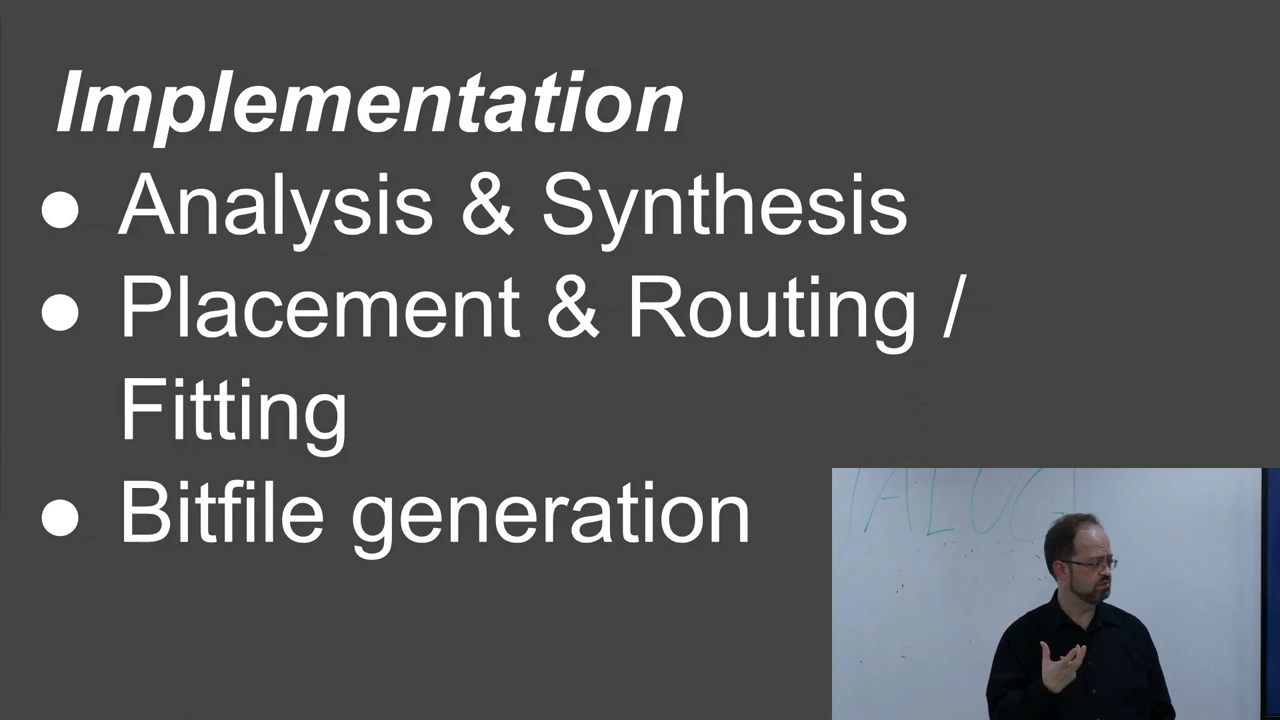 Implementation
● Analysis & Synthesis
● Placement & Routing /
Fitting
● Bitfile generation